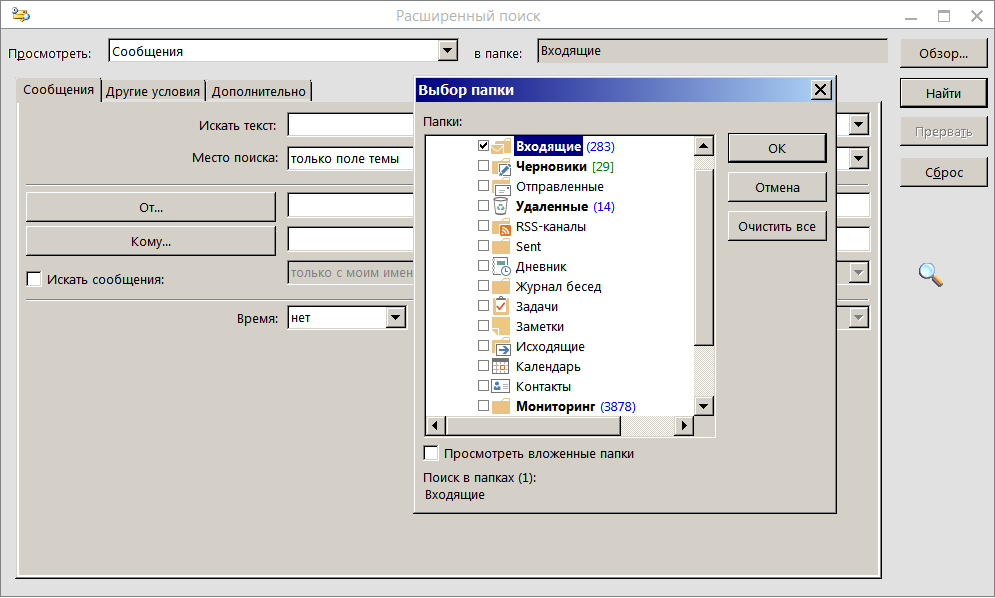 Расширенный поиск
Просмотреть: Сообщения в папке: Входящие Обзор...
Сообщения Другие условия Дополнительно
Найти
Прервать
Сброс
Искать текст:
Место поиска: только поле темы
От...
Кому...
Искать сообщения: только с моим имен
Время: нет
Выбор папки
Папки:
Входящие (283)
Черновики [29]
Отправленные
Удаленные (14)
RSS-каналы
Sent
Дневник
Журнал бесед
Задачи
Заметки
Исходящие
Календарь
Контакты
Мониторинг (3878)
ОК
Отмена
Очистить все
Просмотреть вложенные папки
Поиск в папках (1):
Входящие